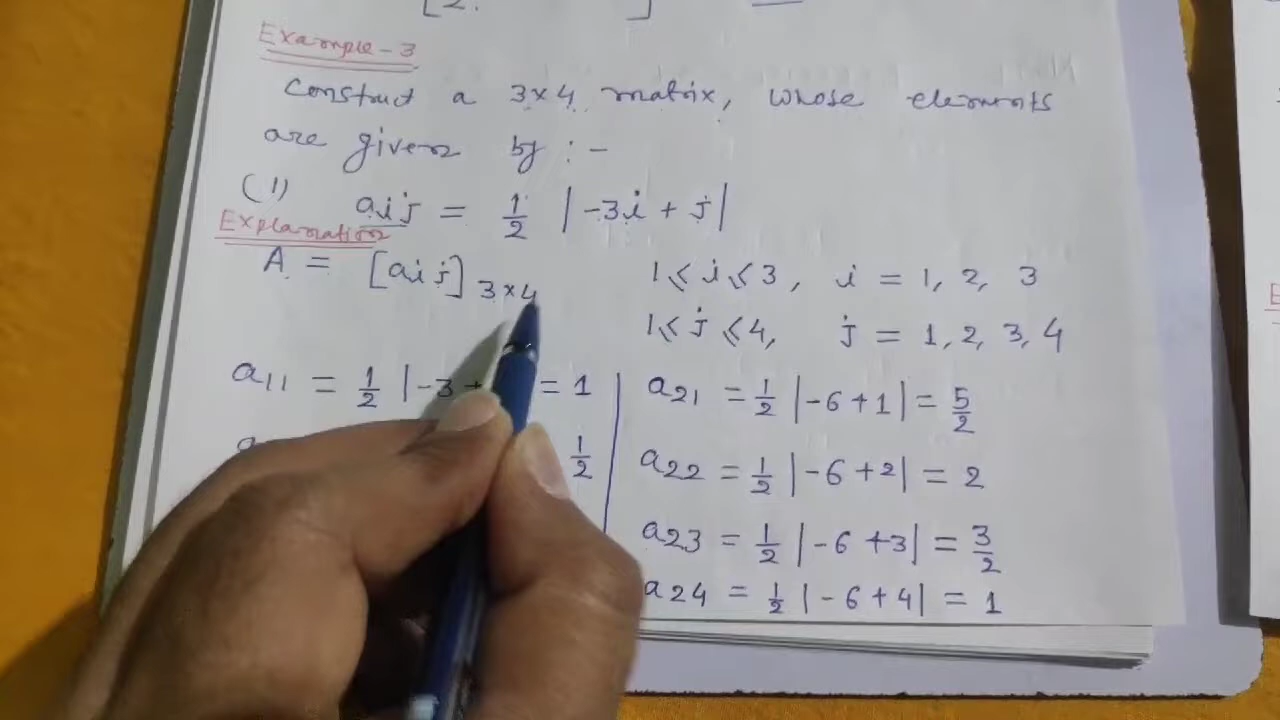 [2. ]
Example-3
Construct a 3×4 matrix, whose elements
are given by :-
(1) aij = 1/2 |-3i + j|
Explanation
A = [aij] 3×4
1 ≤ i ≤ 3, i = 1, 2, 3
1 ≤ j ≤ 4, j = 1, 2, 3, 4
a11 = 1/2 |-3 + = 1
1/2
a21 = 1/2 |-6 + 1| = 5/2
a22 = 1/2 |-6 + 2| = 2
a23 = 1/2 |-6 + 3| = 3/2
a24 = 1/2 |-6 + 4| = 1